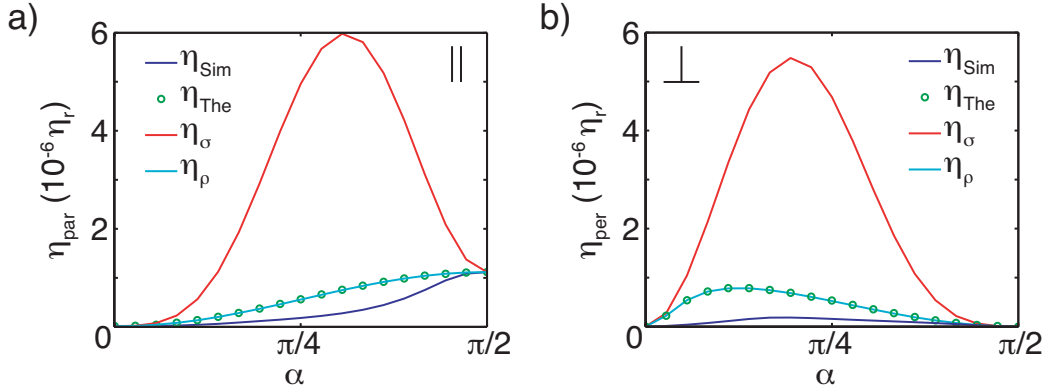 a)
6
4
2
0
η_par (10^-6 η_r)
η_Sim
η_The
η_σ
η_ρ
||
π/4
π/2
α
b)
6
4
2
0
η_per (10^-6 η_r)
⊥
η_Sim
η_The
η_σ
η_ρ
π/4
π/2
α